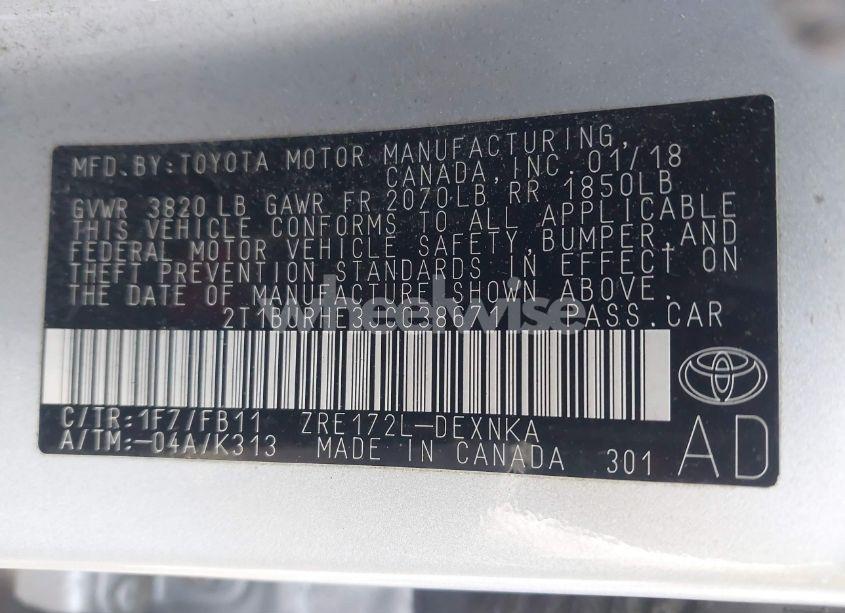 MFD.BY:TOYOTA MOTOR MANUFACTURING,
CANADA,INC.01/18
GVWR 3820 LB GAWR FR 2070LB RR 1850LB
THIS VEHICLE CONFORMS TO ALL APPLICABLE
FEDERAL MOTOR VEHICLE SAFETY,BUMPER,AND
THEFT PREVENTION STANDARDS IN EFFECT ON
THE DATE OF MANUFACTURE SHOWN ABOVE.
CAR
C/TR:1F7/FB11 ZRE172L-DEXNKA
A/TM:-04A/K313 MADE IN CANADA 301 AD